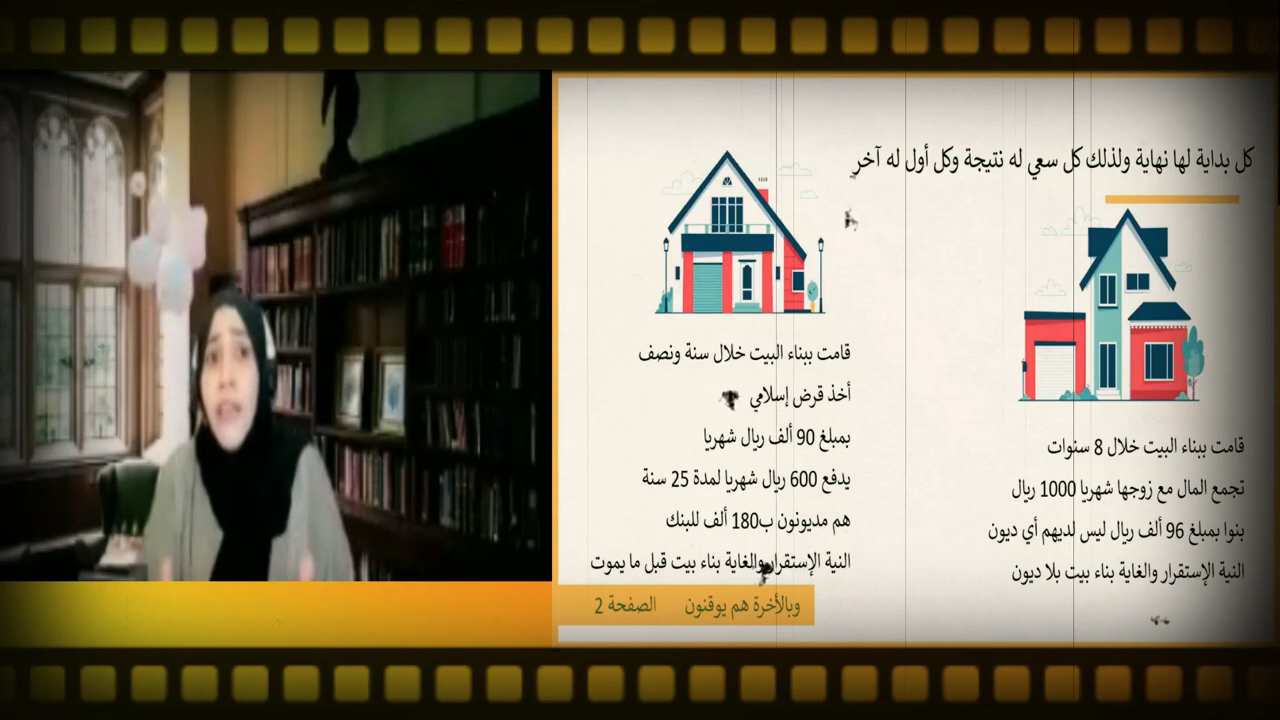 كل بداية لها نهاية ولذلك كل سعي له نتيجة وكل أول له آخر
قامت ببناء البيت خلال 8 سنوات
تجمع المال مع زوجها شهريا 1000 ريال
بنوا بمبلغ 96 ألف ريال ليس لديهم أي ديون
النية الإستقرار والغاية بناء بيت بلا ديون
قامت ببناء البيت خلال سنة ونصف
أخذ قرض إسلامي
بمبلغ 90 ألف ريال شهريا
يدفع 600 ريال شهريا لمدة 25 سنة
هم مديونون ب180 ألف للبنك
النية الإستقرار والغاية بناء بيت قبل ما يموت
وبالأخرة هم يوقنون الصفحة 2